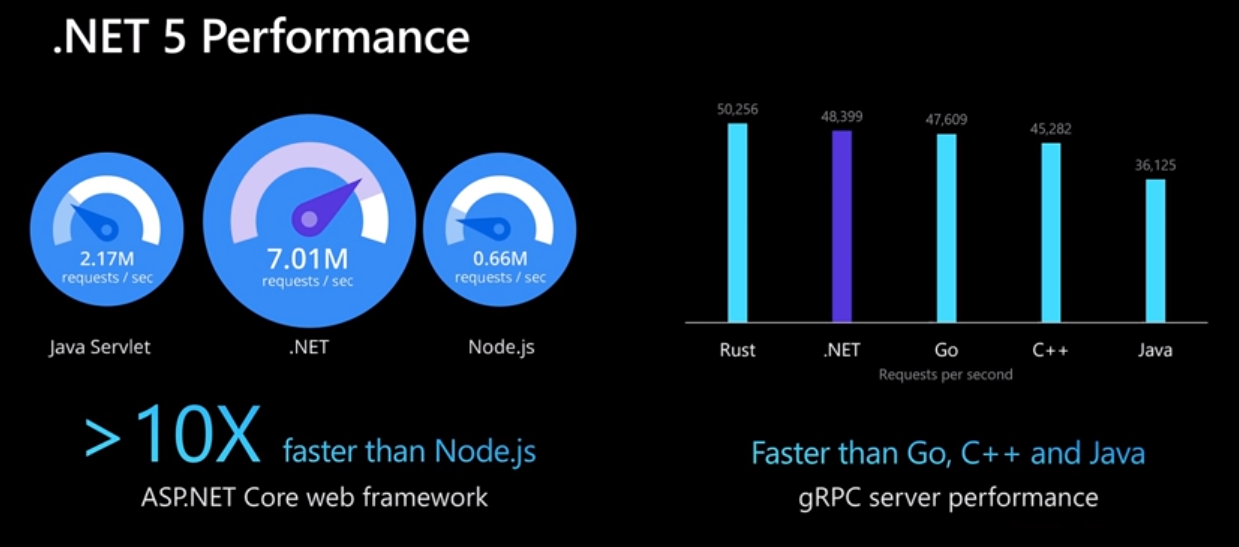 .NET 5 Performance
2.17M
requests / sec
Java Servlet
7.01M
requests / sec
.NET
0.66M
requests / sec
Node.js
>10X faster than Node.js
ASP.NET Core web framework
50,256
48,399
47,609
45,282
36,125
Rust
.NET
Go
C++
Java
Requests per second
Faster than Go, C++ and Java
gRPC server performance